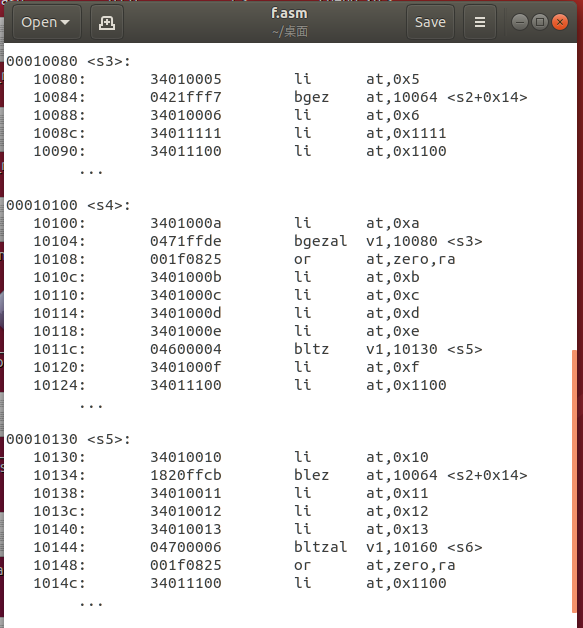 Open
f.asm
~/桌面
Save
00010080 <s3>:
10080: 34010005 li at,0x5
10084: 0421fff7 bgez at,10064 <s2+0x14>
10088: 34010006 li at,0x6
1008c: 34011111 li at,0x1111
10090: 34011100 li at,0x1100
...
00010100 <s4>:
10100: 3401000a li at,0xa
10104: 0471ffde bgezal v1,10080 <s3>
10108: 001f0825 or at,zero,ra
1010c: 3401000b li at,0xb
10110: 3401000c li at,0xc
10114: 3401000d li at,0xd
10118: 3401000e li at,0xe
1011c: 04600004 bltz v1,10130 <s5>
10120: 3401000f li at,0xf
10124: 34011100 li at,0x1100
...
00010130 <s5>:
10130: 34010010 li at,0x10
10134: 1820ffcb blez at,10064 <s2+0x14>
10138: 34010011 li at,0x11
1013c: 34010012 li at,0x12
10140: 34010013 li at,0x13
10144: 04700006 bltzal v1,10160 <s6>
10148: 001f0825 or at,zero,ra
1014c: 34011100 li at,0x1100
...